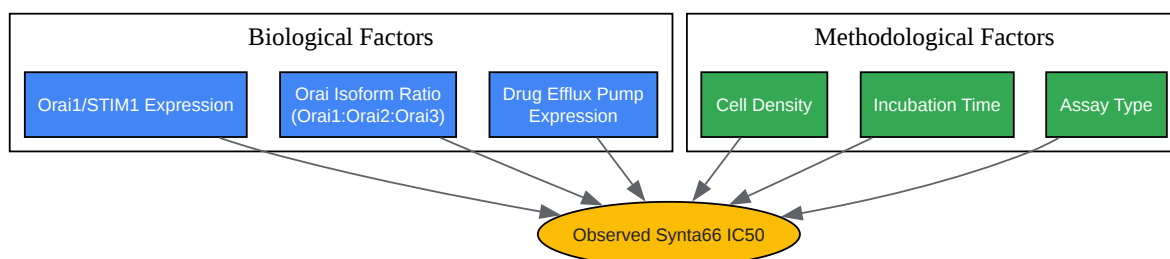 Biological Factors
Methodological Factors
Orai1/STIM1 Expression
Orai Isoform Ratio
(Orai1:Orai2:Orai3)
Drug Efflux Pump
Expression
Cell Density
Incubation Time
Assay Type
Observed Synta66 IC50